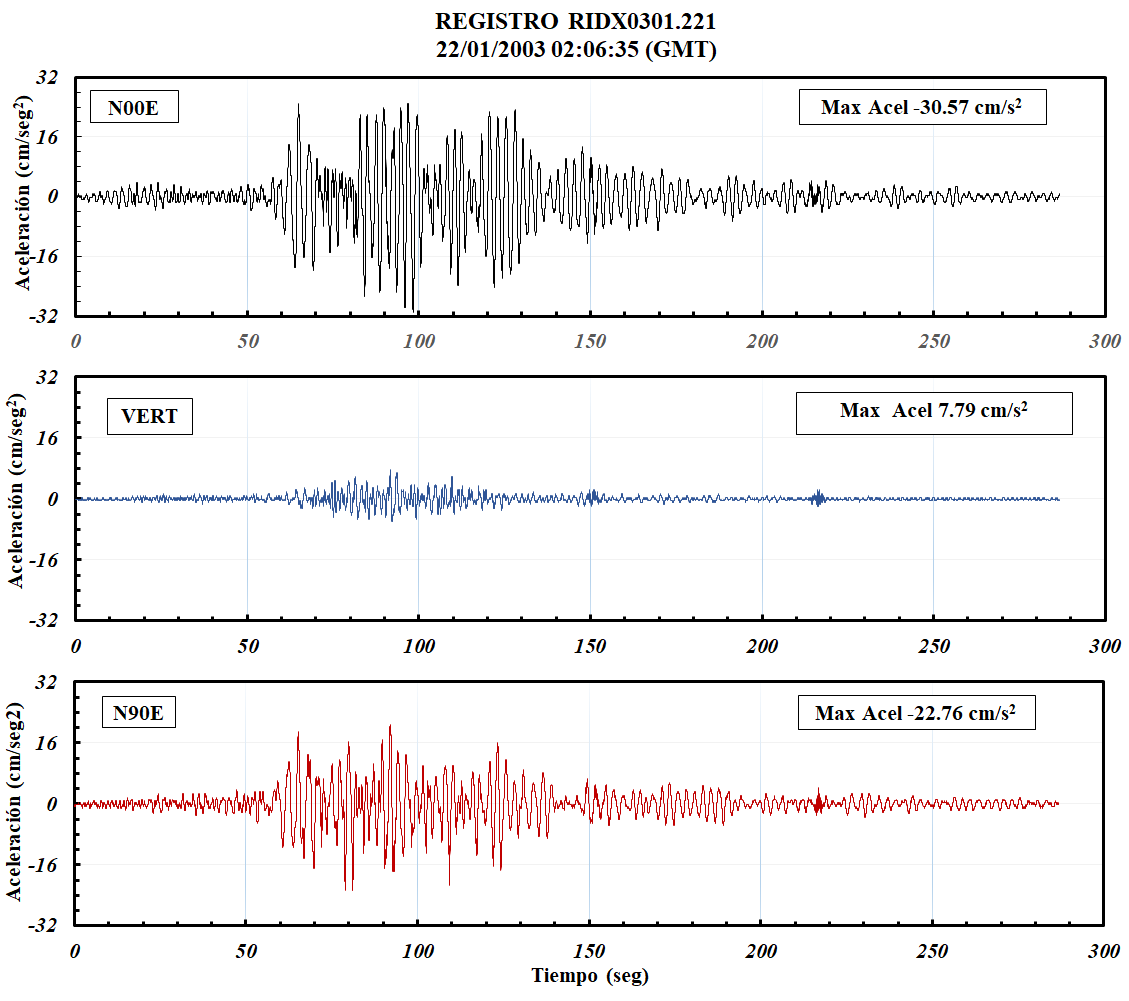 REGISTRO RIDX0301.221
22/01/2003 02:06:35 (GMT)
Aceleración (cm/seg²)
32
16
0
-16
-32
N00E
Max Acel -30.57 cm/s²
0 50 100 150 200 250 300
Aceleración (cm/seg²)
32
16
0
-16
-32
VERT
Max Acel 7.79 cm/s²
0 50 100 150 200 250 300
Aceleración (cm/seg2)
32
16
0
-16
-32
N90E
Max Acel -22.76 cm/s²
0 50 100 150 200 250 300
Tiempo (seg)